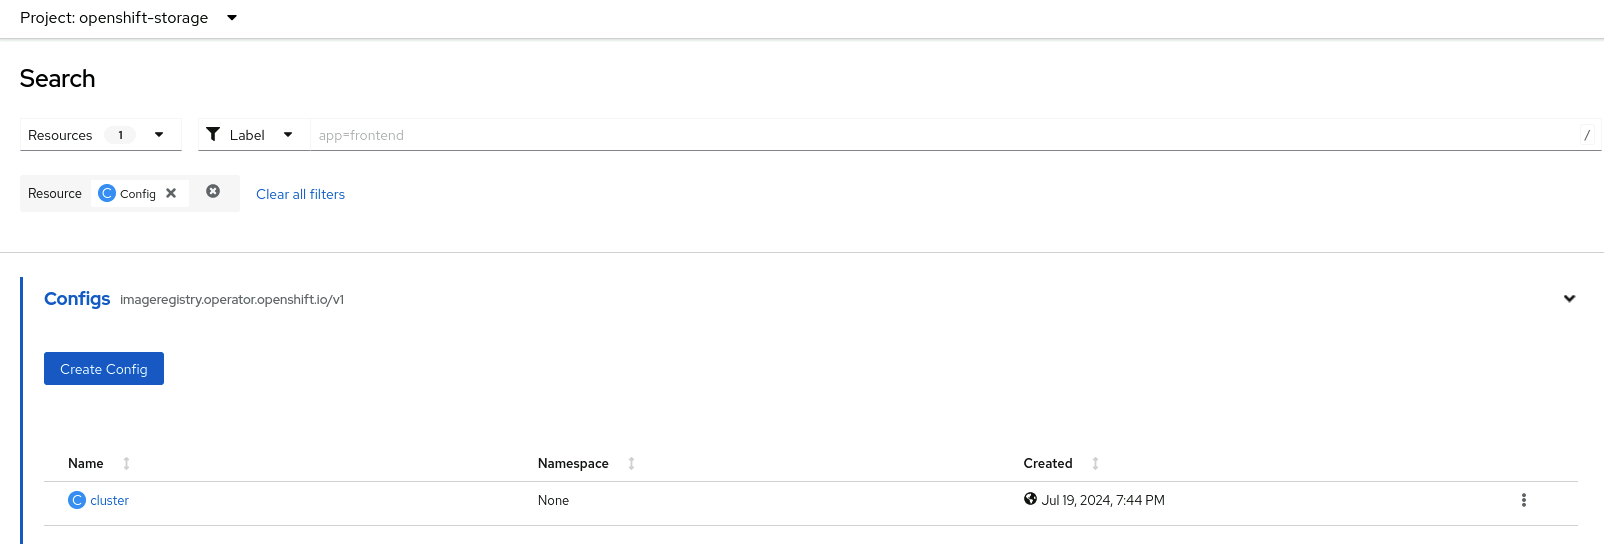 Project: openshift-storage
Search
Resources 1 Label app=frontend /
Resource C Config Clear all filters
Configs imageregistry.operator.openshift.io/v1
Create Config
Name Namespace Created
C cluster None Jul 19, 2024, 7:44 PM